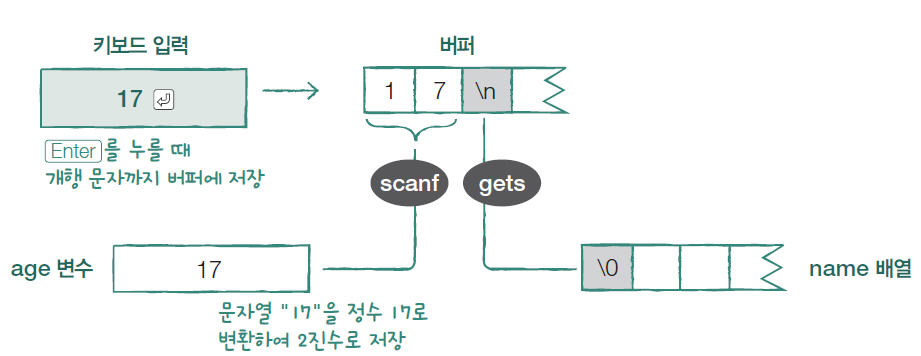 키보드 입력
버퍼
17
1 7 \n
Enter를 누를 때
개행 문자까지 버퍼에 저장
scanf
gets
age 변수
17
\0
name 배열
문자열 "17"을 정수 17로
변환하여 2진수로 저장